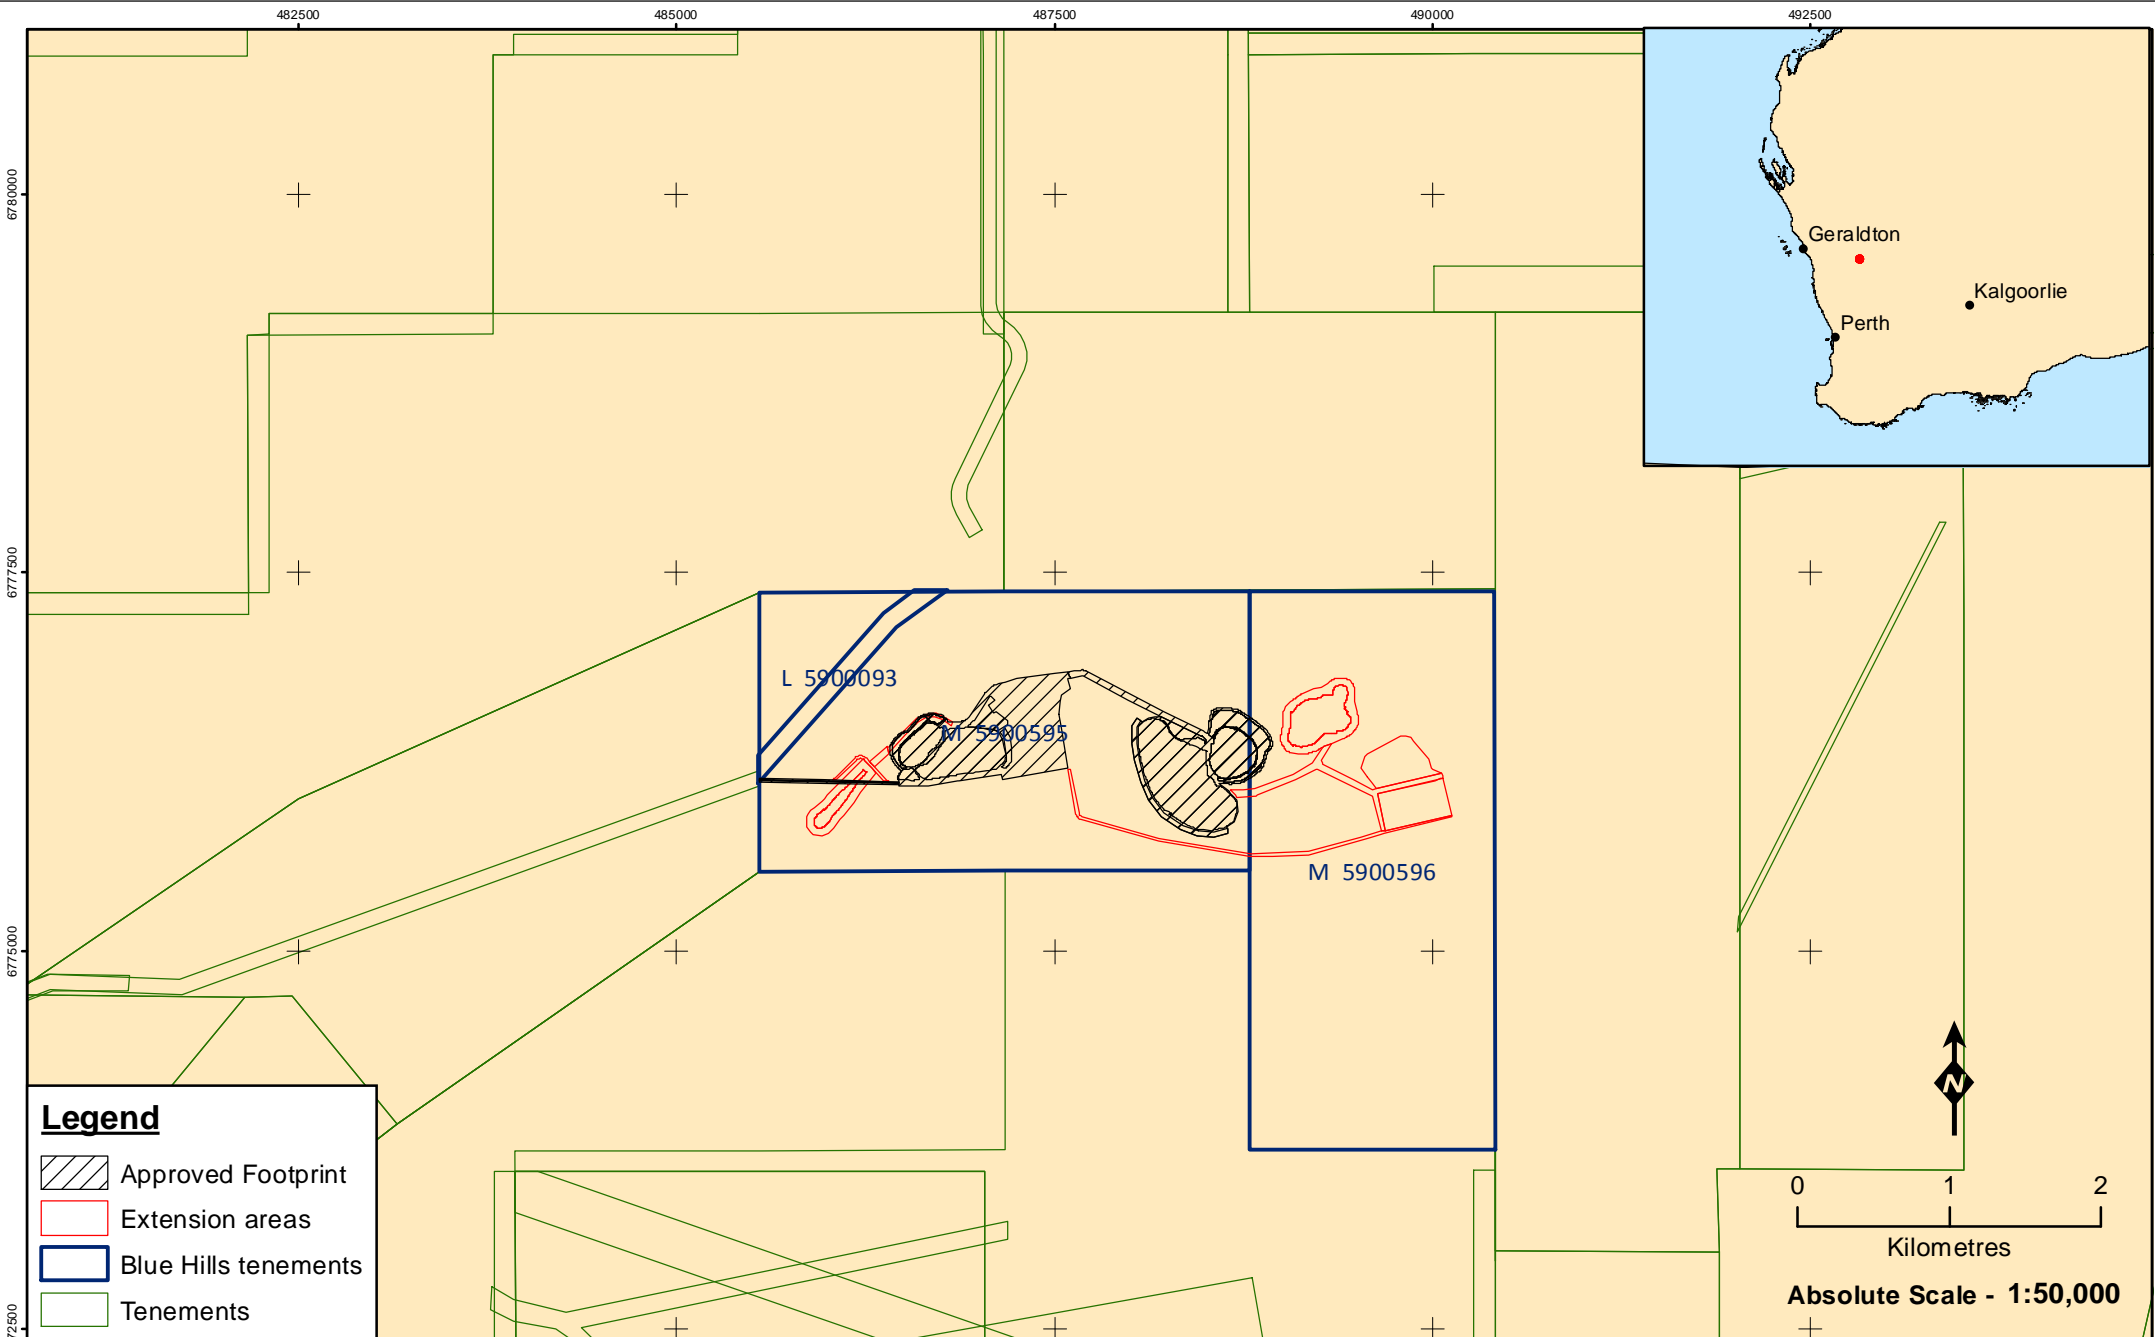 482500
485000
487500
490000
492500
6780000
6777500
6775000
72500
Geraldton
Kalgoorlie
Perth
L 5900093
M 5900595
M 5900596
N
Legend
Approved Footprint
Extension areas
Blue Hills tenements
Tenements
0 1 2
Kilometres
Absolute Scale - 1:50,000